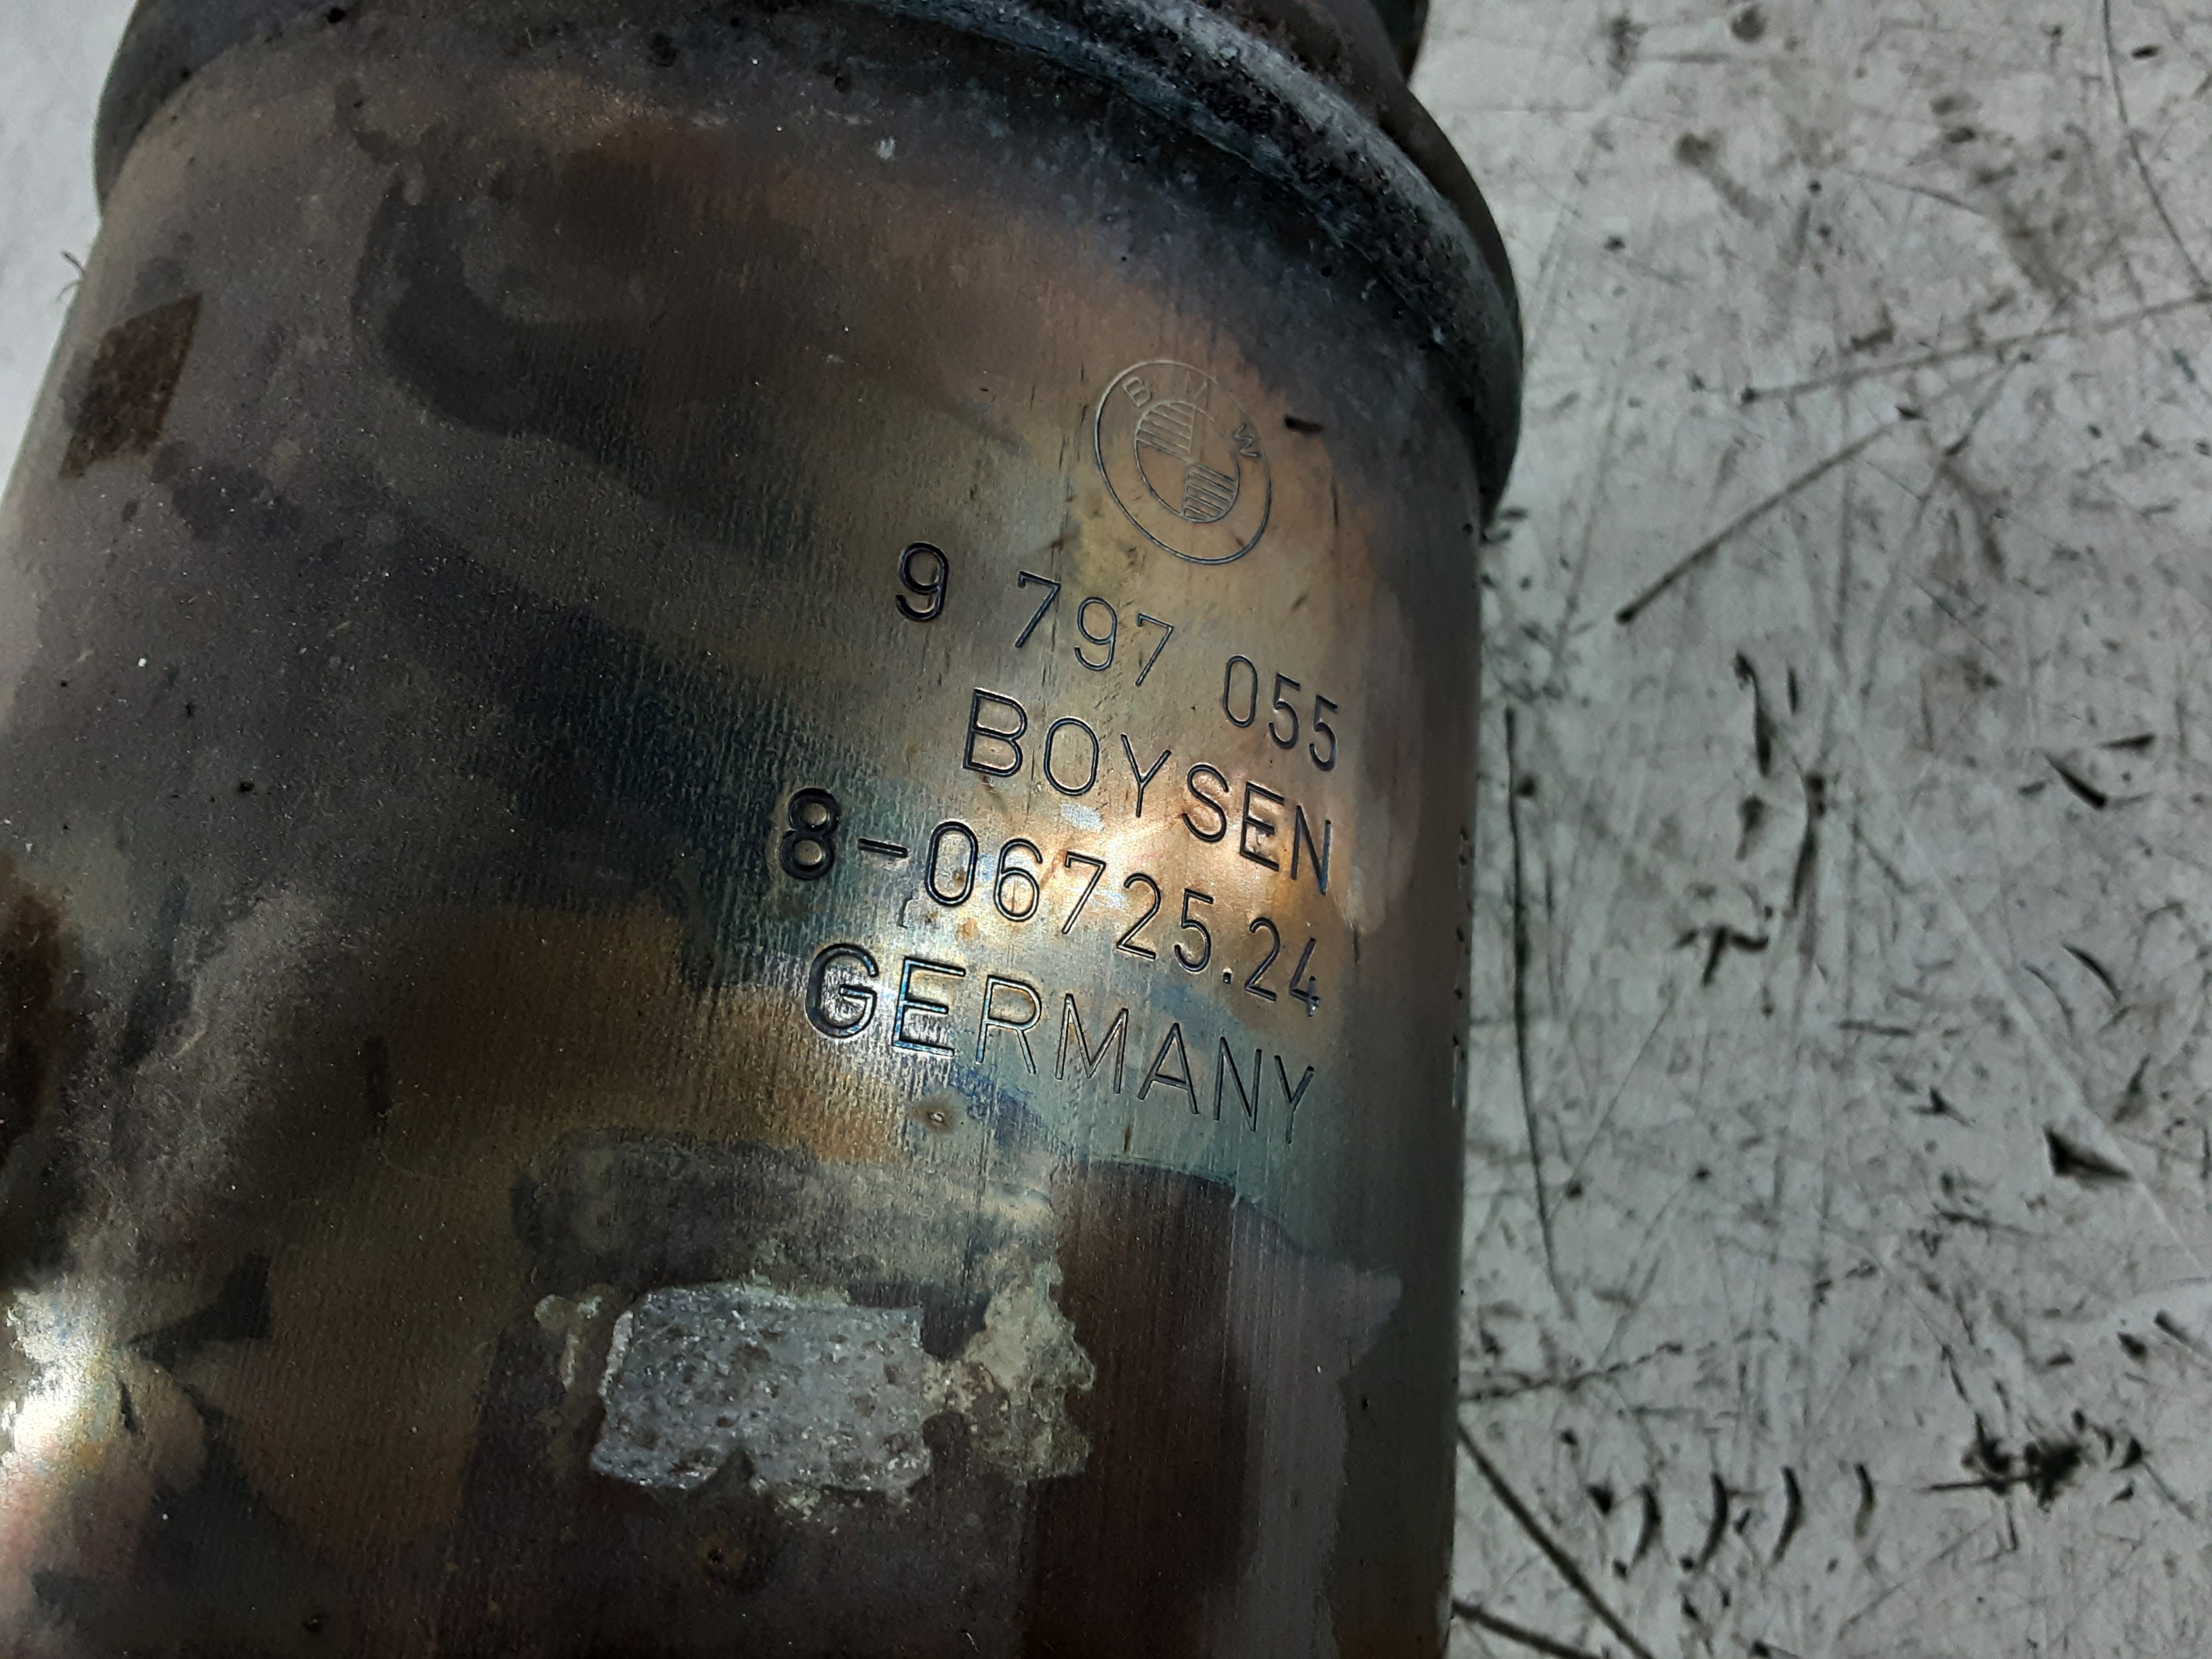 BMW
9 797 055
BOYSEN
8-06725.24
GERMANY